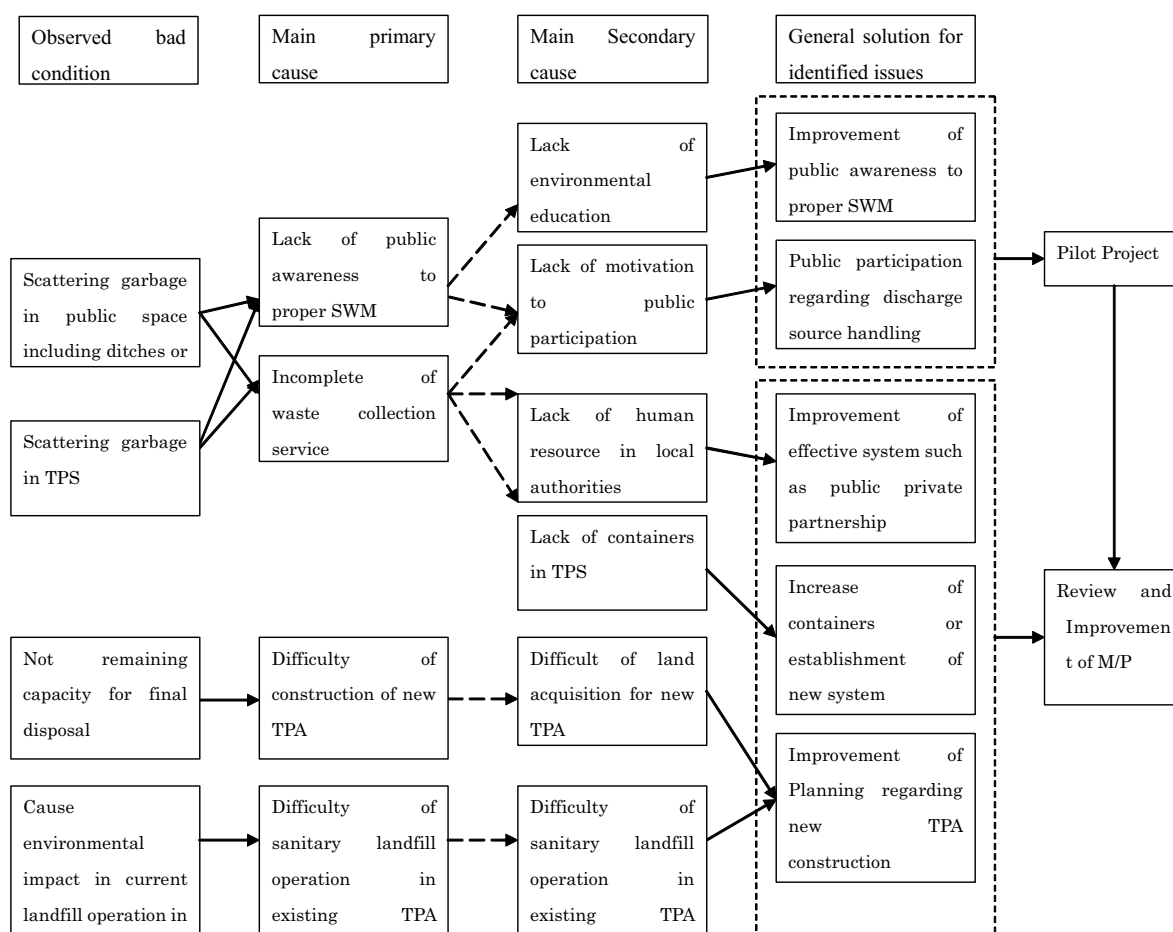 Observed bad
condition
Main primary
cause
Main Secondary
cause
General solution for
identified issues
Scattering garbage
in public space
including ditches or
Scattering garbage
in TPS
Not remaining
capacity for final
disposal
Cause
environmental
impact in current
landfill operation in
Lack of public
awareness to
proper SWM
Incomplete of
waste collection
service
Difficulty of
construction of new
TPA
Difficulty of
sanitary landfill
operation in
existing TPA
Lack of
environmental
education
Lack of motivation
to public
participation
Lack of human
resource in local
authorities
Lack of containers
in TPS
Difficult of land
acquisition for new
TPA
Difficulty of
sanitary landfill
operation in
existing TPA
Improvement of
public awareness to
proper SWM
Public participation
regarding discharge
source handling
Improvement of
effective system such
as public private
partnership
Increase of
containers or
establishment of
new system
Improvement of
Planning regarding
new TPA
construction
Pilot Project
Review and
Improvemen
t of M/P